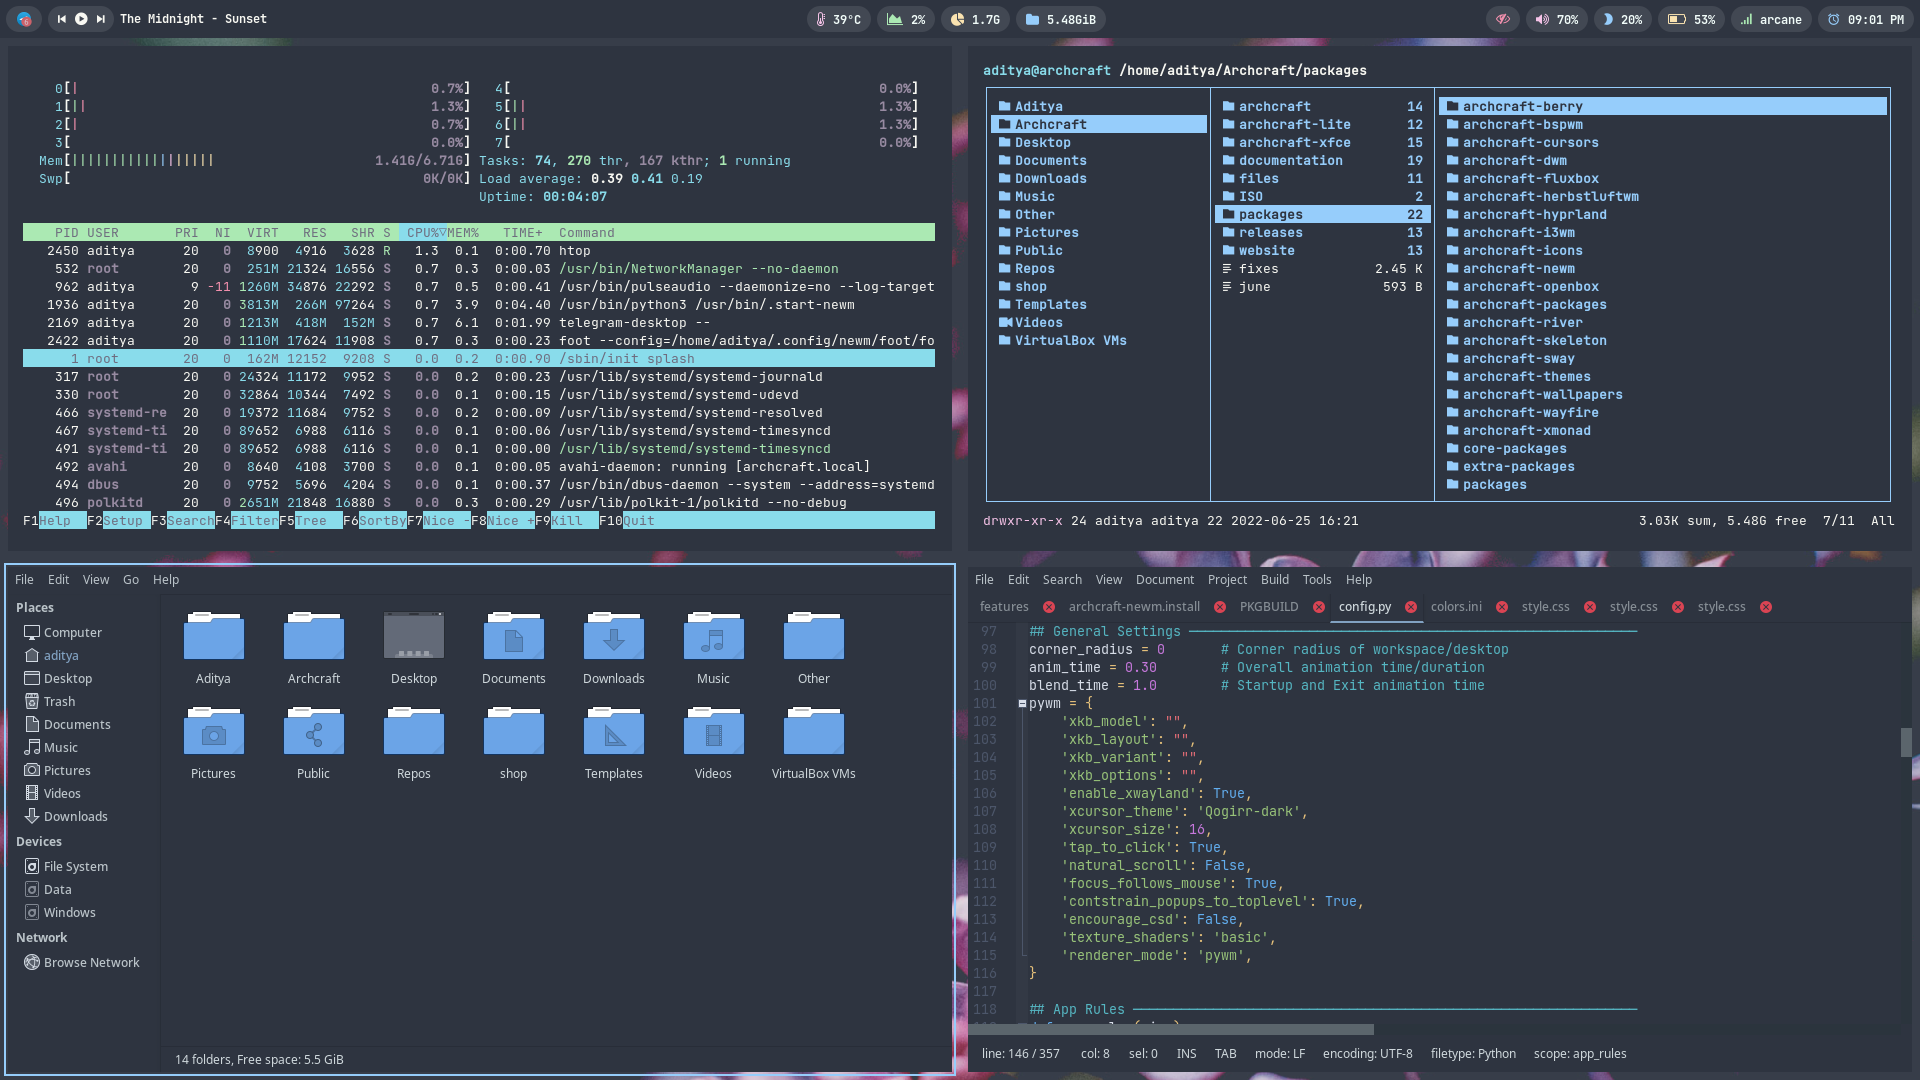 The Midnight - Sunset
39°C 2% 1.7G 5.48GiB
70% 20% 53% arcane 09:01 PM
0[| 0.7%] 4[ 0.0%]
1[|| 1.3%] 5[|| 1.3%]
2[| 0.7%] 6[|| 1.3%]
3[ 0.0%] 7[ 0.0%]
Mem[|||||||||||||||||| 1.41G/6.71G] Tasks: 74, 270 thr, 167 kthr; 1 running
Swp[ 0K/0K] Load average: 0.39 0.41 0.19
Uptime: 00:04:07
PID USER PRI NI VIRT RES SHR S CPU%▽MEM% TIME+ Command
2450 aditya 20 0 8900 4916 3628 R 1.3 0.1 0:00.70 htop
532 root 20 0 251M 21324 16556 S 0.7 0.3 0:00.03 /usr/bin/NetworkManager --no-daemon
962 aditya 9 -11 1260M 34876 22292 S 0.7 0.5 0:00.41 /usr/bin/pulseaudio --daemonize=no --log-target
1936 aditya 20 0 3813M 266M 97264 S 0.7 3.9 0:04.40 /usr/bin/python3 /usr/bin/.start-newm
2169 aditya 20 0 1213M 418M 152M S 0.7 6.1 0:01.99 telegram-desktop --
2422 aditya 20 0 1110M 17624 11908 S 0.7 0.3 0:00.23 foot --config=/home/aditya/.config/newm/foot/fo
1 root 20 0 162M 12152 9208 S 0.0 0.2 0:00.90 /sbin/init splash
317 root 20 0 24324 11172 9952 S 0.0 0.2 0:00.23 /usr/lib/systemd/systemd-journald
330 root 20 0 32864 10344 7492 S 0.0 0.1 0:00.15 /usr/lib/systemd/systemd-udevd
466 systemd-re 20 0 19372 11684 9752 S 0.0 0.2 0:00.09 /usr/lib/systemd/systemd-resolved
467 systemd-ti 20 0 89652 6988 6116 S 0.0 0.1 0:00.06 /usr/lib/systemd/systemd-timesyncd
491 systemd-ti 20 0 89652 6988 6116 S 0.0 0.1 0:00.00 /usr/lib/systemd/systemd-timesyncd
492 avahi 20 0 8640 4108 3700 S 0.0 0.1 0:00.05 avahi-daemon: running [archcraft.local]
494 dbus 20 0 9752 5696 4204 S 0.0 0.1 0:00.37 /usr/bin/dbus-daemon --system --address=systemd
496 polkitd 20 0 2651M 21848 16880 S 0.0 0.3 0:00.29 /usr/lib/polkit-1/polkitd --no-debug
F1Help F2Setup F3SearchF4FilterF5Tree F6SortByF7Nice -F8Nice +F9Kill F10Quit
aditya@archcraft /home/aditya/Archcraft/packages
Aditya
Archcraft
Desktop
Documents
Downloads
Music
Other
Pictures
Public
Repos
shop
Templates
Videos
VirtualBox VMs
archcraft 14
archcraft-lite 12
archcraft-xfce 15
documentation 19
files 11
ISO 2
packages 22
releases 13
website 13
fixes 2.45 K
june 593 B
archcraft-berry
archcraft-bspwm
archcraft-cursors
archcraft-dwm
archcraft-fluxbox
archcraft-herbstluftwm
archcraft-hyprland
archcraft-i3wm
archcraft-icons
archcraft-newm
archcraft-openbox
archcraft-packages
archcraft-river
archcraft-skeleton
archcraft-sway
archcraft-themes
archcraft-wallpapers
archcraft-wayfire
archcraft-xmonad
core-packages
extra-packages
packages
drwxr-xr-x 24 aditya aditya 22 2022-06-25 16:21 3.03K sum, 5.48G free 7/11 All
File Edit View Go Help
Places
Computer
aditya
Desktop
Trash
Documents
Music
Pictures
Videos
Downloads
Devices
File System
Data
Windows
Network
Browse Network
Aditya Archcraft Desktop Documents Downloads Music Other
Pictures Public Repos shop Templates Videos VirtualBox VMs
14 folders, Free space: 5.5 GiB
File Edit Search View Document Project Build Tools Help
features archcraft-newm.install PKGBUILD config.py colors.ini style.css style.css style.css
97 ## General Settings
98 corner_radius = 0 # Corner radius of workspace/desktop
99 anim_time = 0.30 # Overall animation time/duration
100 blend_time = 1.0 # Startup and Exit animation time
101 pywm = {
102 'xkb_model': "",
103 'xkb_layout': "",
104 'xkb_variant': "",
105 'xkb_options': "",
106 'enable_xwayland': True,
107 'xcursor_theme': 'Qogirr-dark',
108 'xcursor_size': 16,
109 'tap_to_click': True,
110 'natural_scroll': False,
111 'focus_follows_mouse': True,
112 'contstrain_popups_to_toplevel': True,
113 'encourage_csd': False,
114 'texture_shaders': 'basic',
115 'renderer_mode': 'pywm',
116 }
117
118 ## App Rules
line: 146 / 357 col: 8 sel: 0 INS TAB mode: LF encoding: UTF-8 filetype: Python scope: app_rules